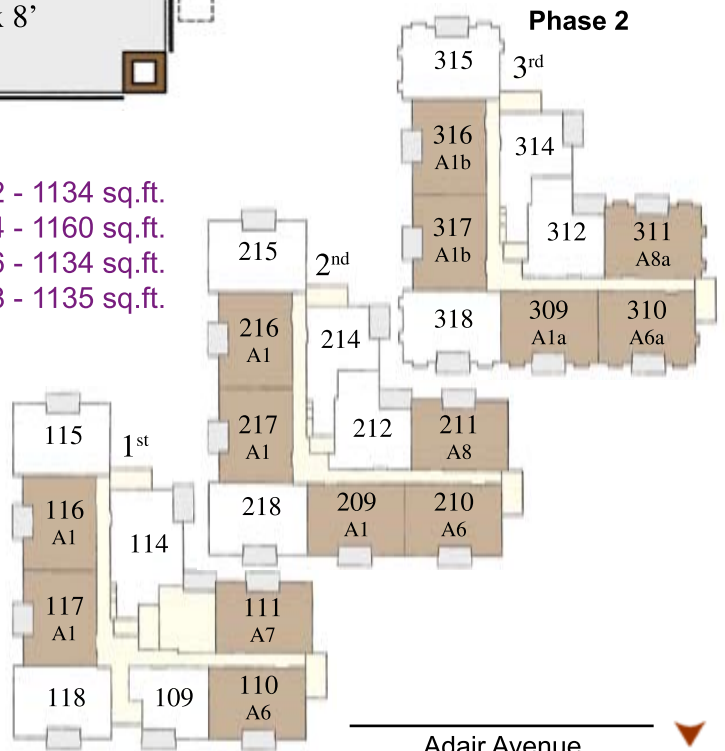 x 8’
Phase 2
315
3rd
316
A1b
314
317
A1b
312
311
A8a
318
309
A1a
310
A6a
2 - 1134 sq.ft.
4 - 1160 sq.ft.
6 - 1134 sq.ft.
8 - 1135 sq.ft.
215
2nd
216
A1
214
217
A1
212
211
A8
218
209
A1
210
A6
115
1st
116
A1
114
117
A1
111
A7
118
109
110
A6
Adair Avenue